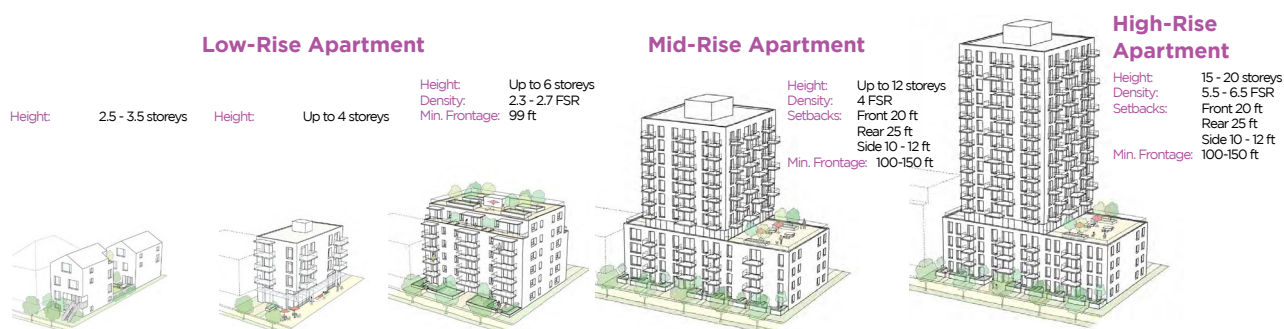 Low-Rise Apartment
Height: 2.5 - 3.5 storeys
Height: Up to 4 storeys
Height: Up to 6 storeys
Density: 2.3 - 2.7 FSR
Min. Frontage: 99 ft
Mid-Rise Apartment
Height: Up to 12 storeys
Density: 4 FSR
Setbacks: Front 20 ft
Rear 25 ft
Side 10 - 12 ft
Min. Frontage: 100-150 ft
High-Rise
Apartment
Height: 15 - 20 storeys
Density: 5.5 - 6.5 FSR
Setbacks: Front 20 ft
Rear 25 ft
Side 10 - 12 ft
Min. Frontage: 100-150 ft